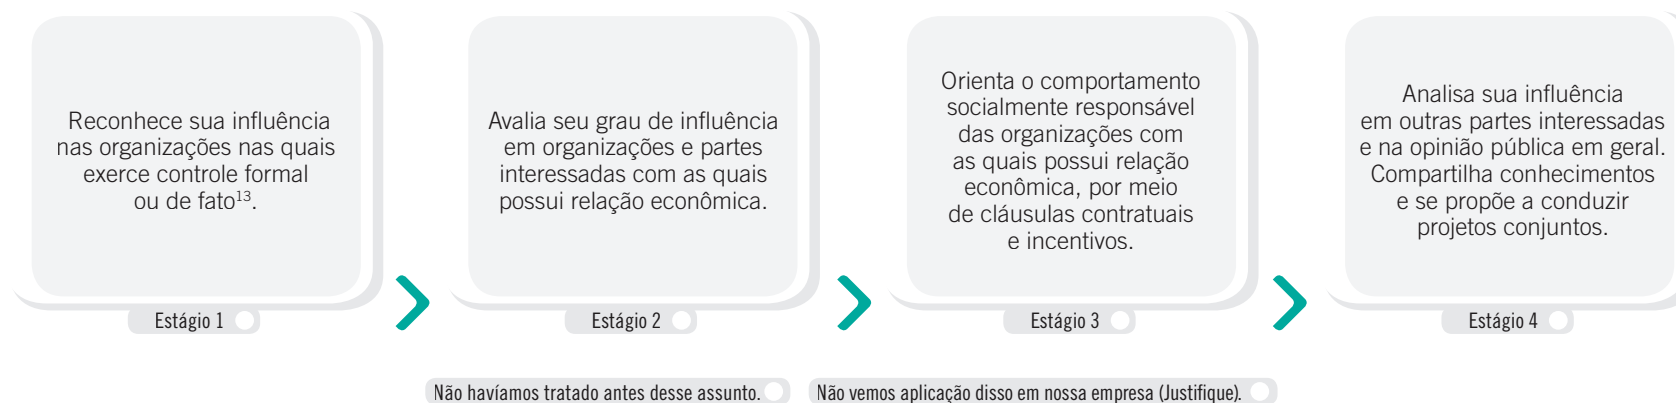 Reconhece sua influência
nas organizações nas quais
exerce controle formal
ou de fato¹³.
Estágio 1
Avalia seu grau de influência
em organizações e partes
interessadas com as quais
possui relação econômica.
Estágio 2
Orienta o comportamento
socialmente responsável
das organizações com
as quais possui relação
econômica, por meio
de cláusulas contratuais
e incentivos.
Estágio 3
Analisa sua influência
em outras partes interessadas
e na opinião pública em geral.
Compartilha conhecimentos
e se propõe a conduzir
projetos conjuntos.
Estágio 4
Não havíamos tratado antes desse assunto.
Não vemos aplicação disso em nossa empresa (Justifique).